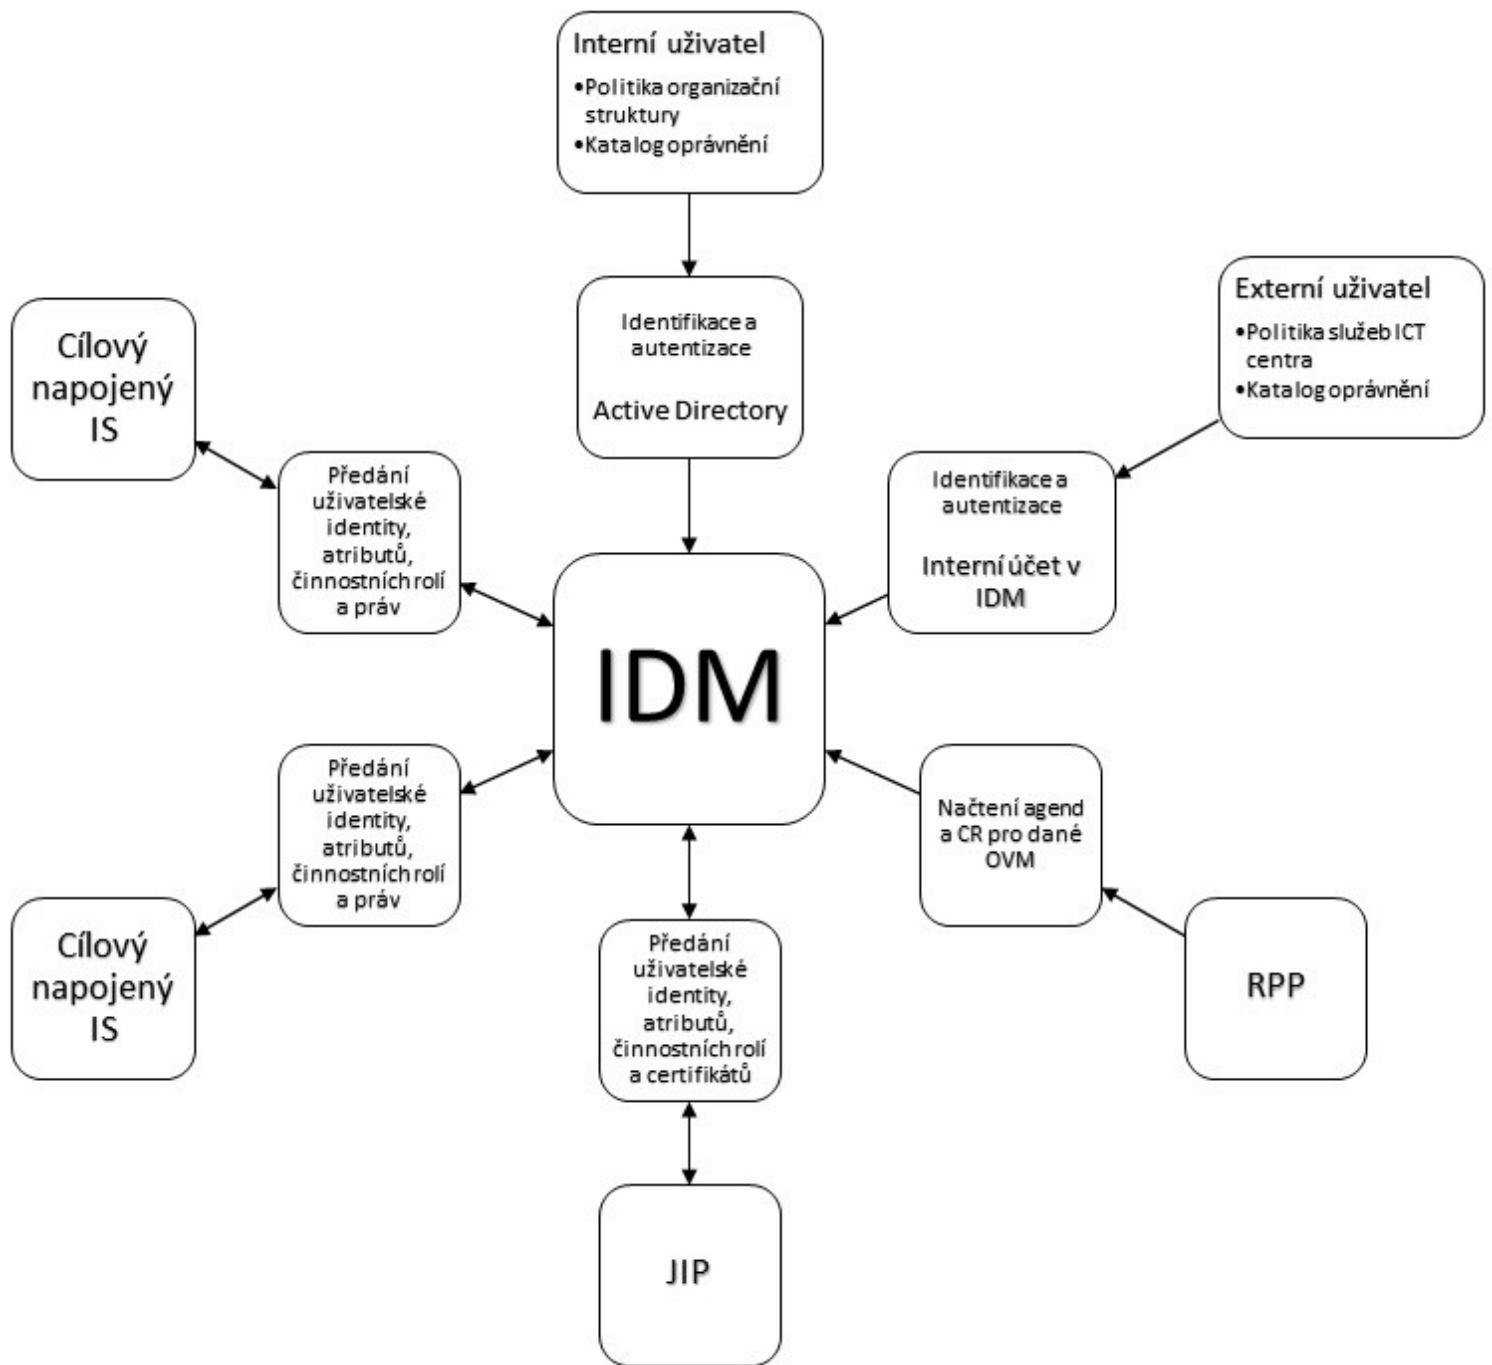 Interní uživatel
•Politika organizační
struktury
•Katalog oprávnění
Identifikace a
autentizace
Active Directory
Externí uživatel
•Politika služeb ICT
centra
•Katalog oprávnění
Cílový
napojený
IS
Předání
uživatelské
identity,
atributů,
činnostních rolí
a práv
Identifikace a
autentizace
Interní účet v
IDM
IDM
Předání
uživatelské
identity,
atributů,
činnostních rolí
a práv
Načtení agend
a CR pro dané
OVM
Cílový
napojený
IS
Předání
uživatelské
identity,
atributů,
činnostních rolí
a certifikátů
RPP
JIP